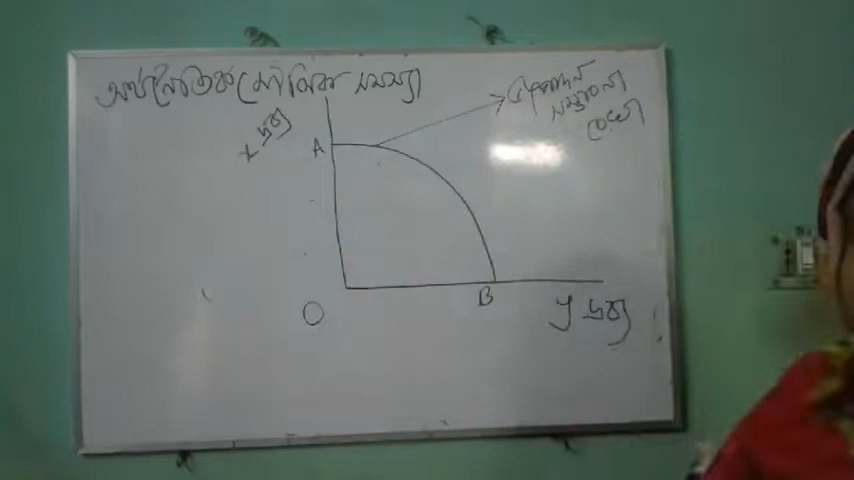 অর্থনৈতিক মৌলিক সমস্যা
x দ্রব্য
A
উৎপাদন
সম্ভাবনা
রেখা
O
B
y দ্রব্য